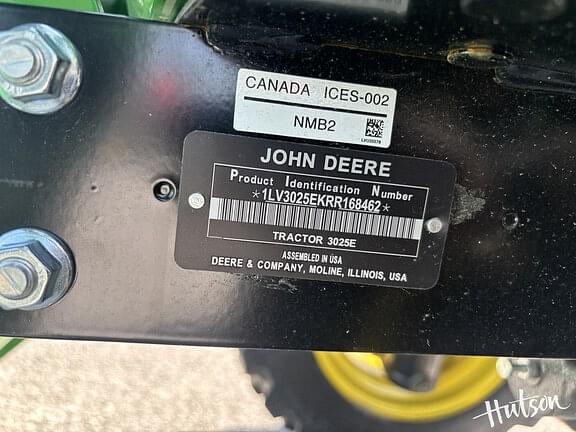 CANADA ICES-002
NMB2
JOHN DEERE
Product Identification Number
*1LV3025EKRR168462*
TRACTOR 3025E
ASSEMBLED IN USA
DEERE & COMPANY, MOLINE, ILLINOIS, USA
Hutson